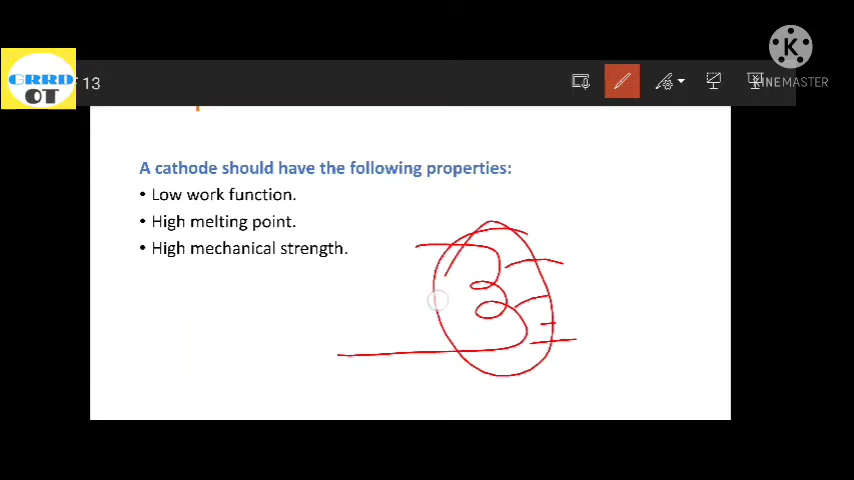 GRRD
OT
13
KINEMASTER
A cathode should have the following properties:
• Low work function.
• High melting point.
• High mechanical strength.